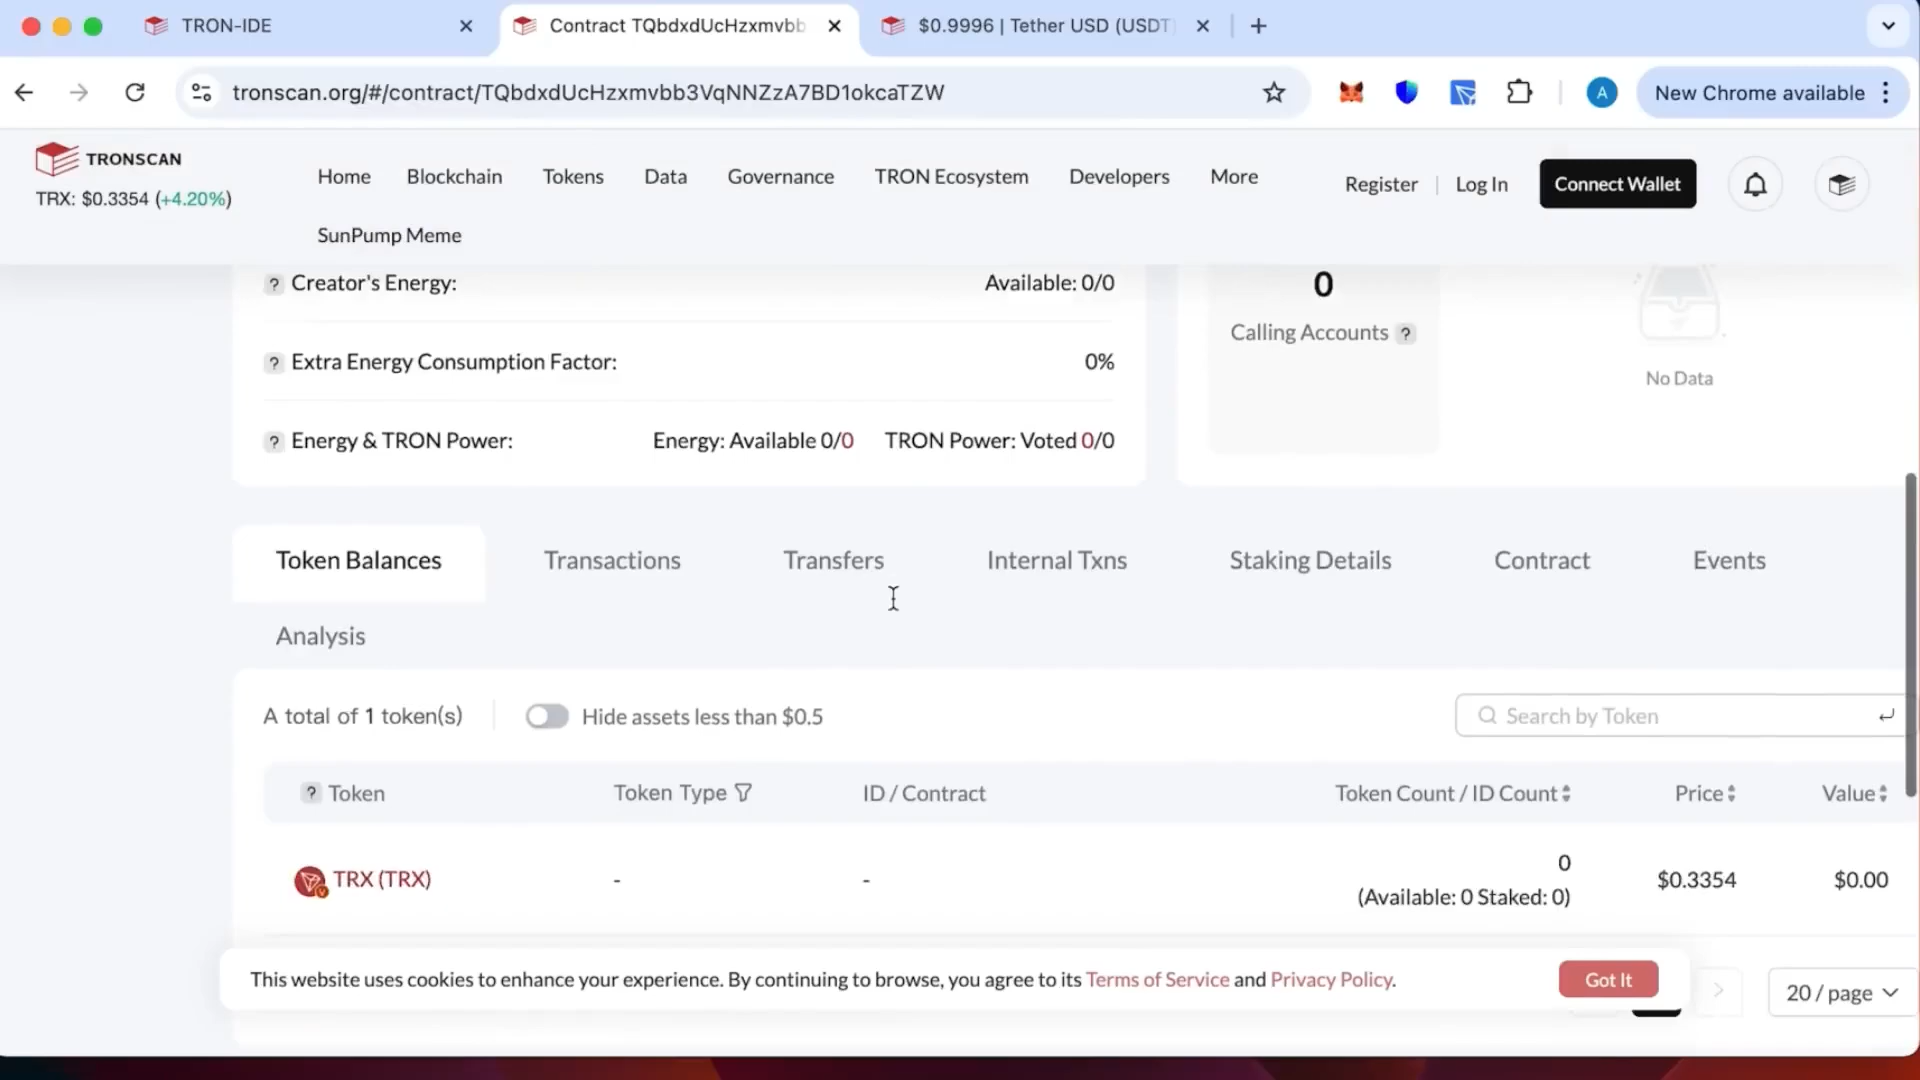 TRON-IDE
Contract TQbdxdUcHzxmvbb
$0.9996 | Tether USD (USDT)
tronscan.org/#/contract/TQbdxdUcHzxmvbb3VqNNZzA7BD1okcaTZW
A
New Chrome available
TRONSCAN
TRX: $0.3354 (+4.20%)
Home
Blockchain
Tokens
Data
Governance
TRON Ecosystem
Developers
More
SunPump Meme
Register
Log In
Connect Wallet
? Creator's Energy:
Available: 0/0
? Extra Energy Consumption Factor:
0%
? Energy & TRON Power:
Energy: Available 0/0
TRON Power: Voted 0/0
0
Calling Accounts ?
No Data
Token Balances
Transactions
Transfers
Internal Txns
Staking Details
Contract
Events
Analysis
A total of 1 token(s)
Hide assets less than $0.5
Search by Token
? Token
Token Type
ID / Contract
Token Count / ID Count
Price
Value
TRX (TRX)
-
-
0
(Available: 0 Staked: 0)
$0.3354
$0.00
This website uses cookies to enhance your experience. By continuing to browse, you agree to its Terms of Service and Privacy Policy.
Got It
20 / page